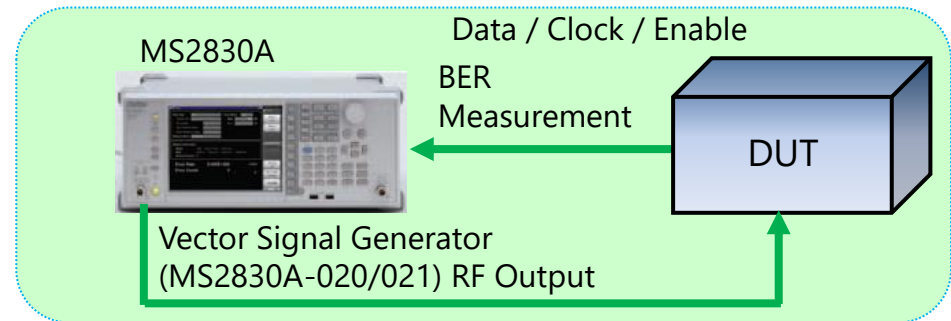 MS2830A
Data / Clock / Enable
BER
Measurement
DUT
Vector Signal Generator
(MS2830A-020/021) RF Output